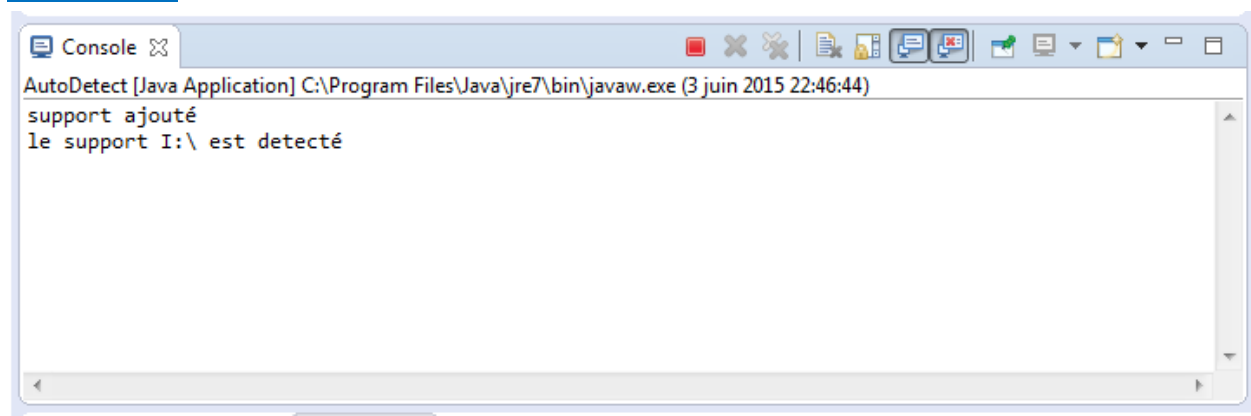 Console
AutoDetect [Java Application] C:\Program Files\Java\jre7\bin\javaw.exe (3 juin 2015 22:46:44)
support ajouté
le support I:\ est detecté